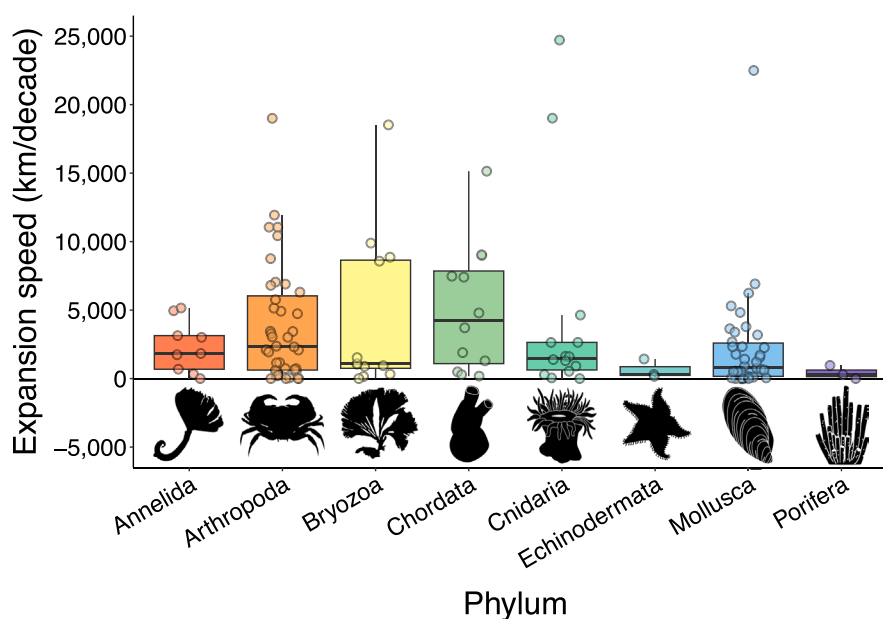 Expansion speed (km/decade)
25,000
20,000
15,000
10,000
5,000
0
−5,000
Annelida
Arthropoda
Bryozoa
Chordata
Cnidaria
Echinodermata
Mollusca
Porifera
Phylum